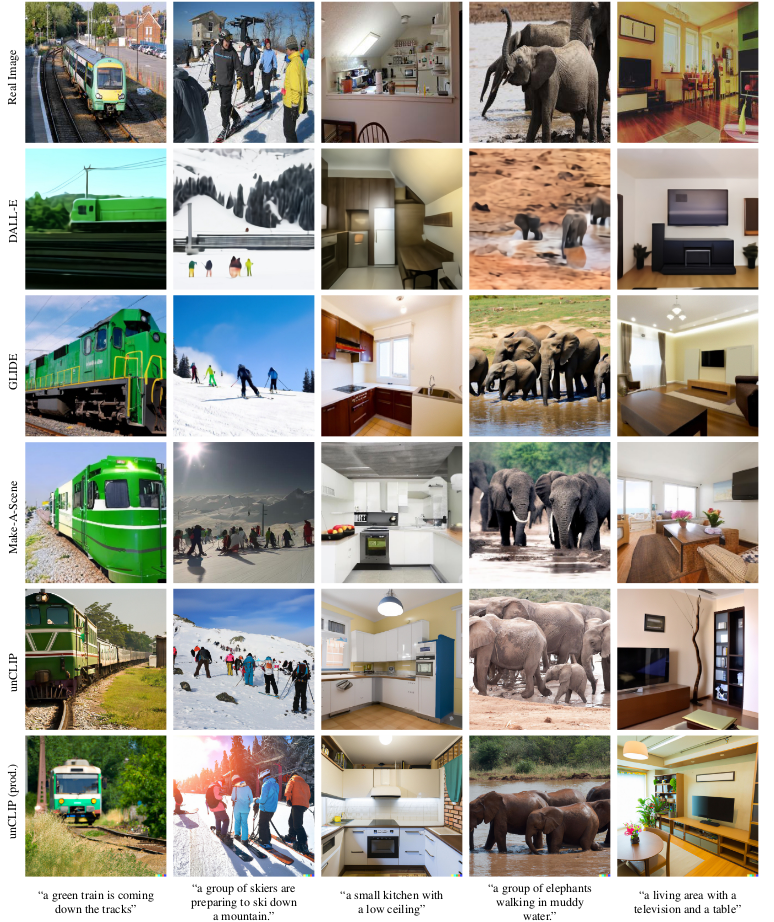 Real Image
DALL-E
GLIDE
Make-A-Scene
unCLIP
unCLIP (prod.)
“a green train is coming
down the tracks”
“a group of skiers are
preparing to ski down
a mountain.”
“a small kitchen with
a low ceiling”
“a group of elephants
walking in muddy
water.”
“a living area with a
television and a table”